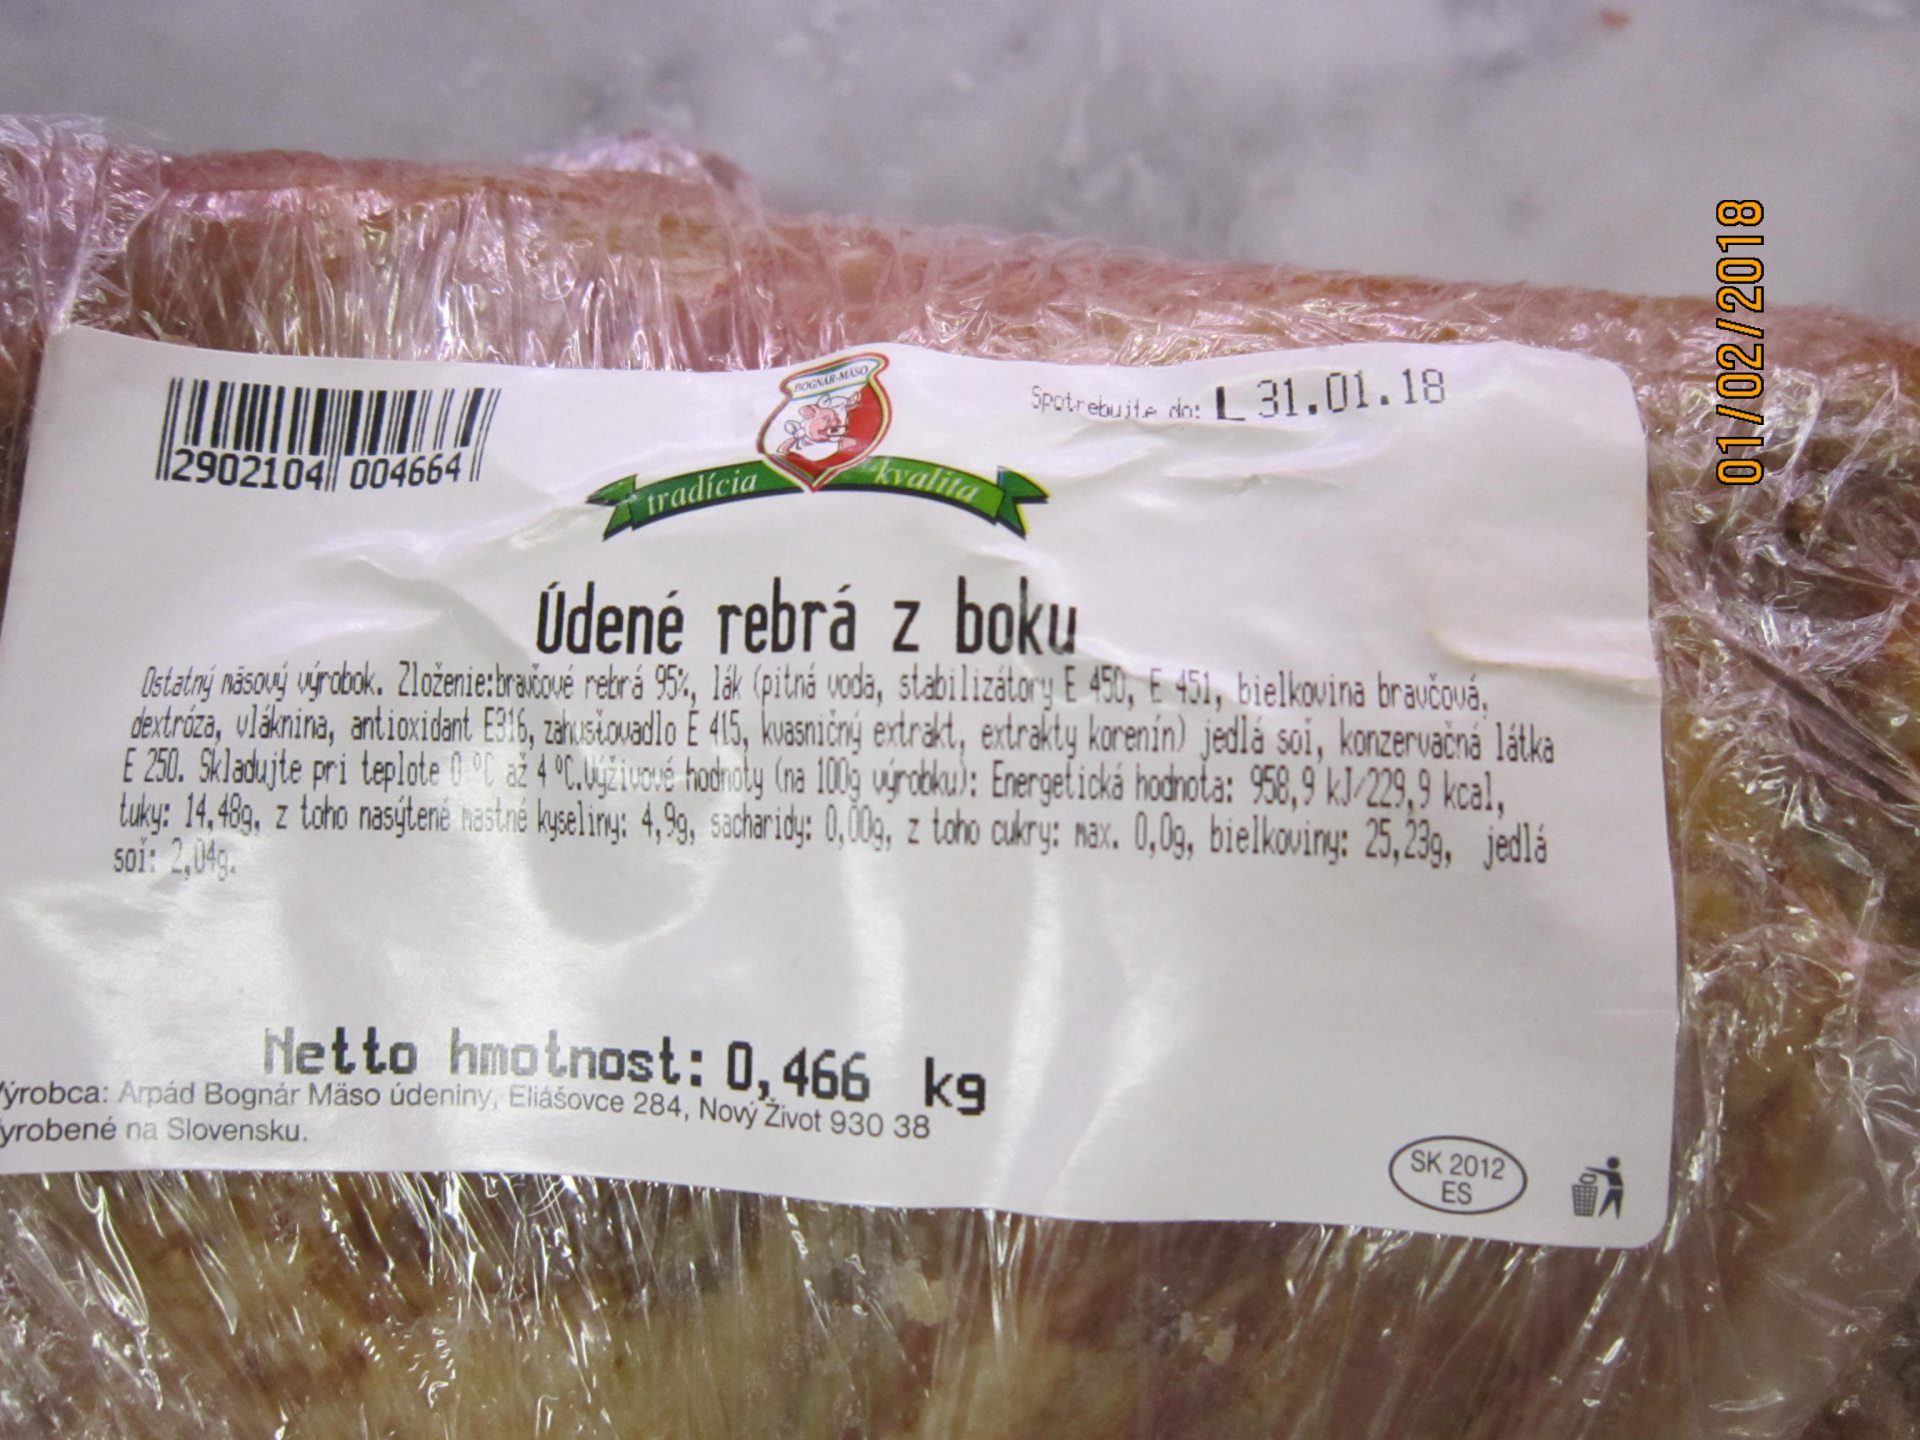 BOGNÁR-MÄSO
tradícia kvalita
Spotrebujte do: L 31.01.18
2902104 004664
01/02/2018
Údené rebrá z boku
Ostatný mäsový výrobok. Zloženie:bravčové rebrá 95%, lák (pitná voda, stabilizátory E 450, E 451, bielkovina bravčová,
dextróza, vláknina, antioxidant E316, zahusťovadlo E 415, kvasničný extrakt, extrakty korenín) jedlá soľ, konzervačná látka
E 250. Skladujte pri teplote 0 ºC až 4 ºC.Výživové hodnoty (na 100g výrobku): Energetická hodnota: 958,9 kJ/229,9 kcal,
tuky: 14,48g, z toho nasýtené mastné kyseliny: 4,9g, sacharidy: 0,00g, z toho cukry: max. 0,0g, bielkoviny: 25,23g, jedlá
soľ: 2,04g.
Netto hmotnost: 0,466 kg
Výrobca: Arpád Bognár Mäso údeniny, Eliášovce 284, Nový Život 930 38
yrobené na Slovensku.
SK 2012
ES